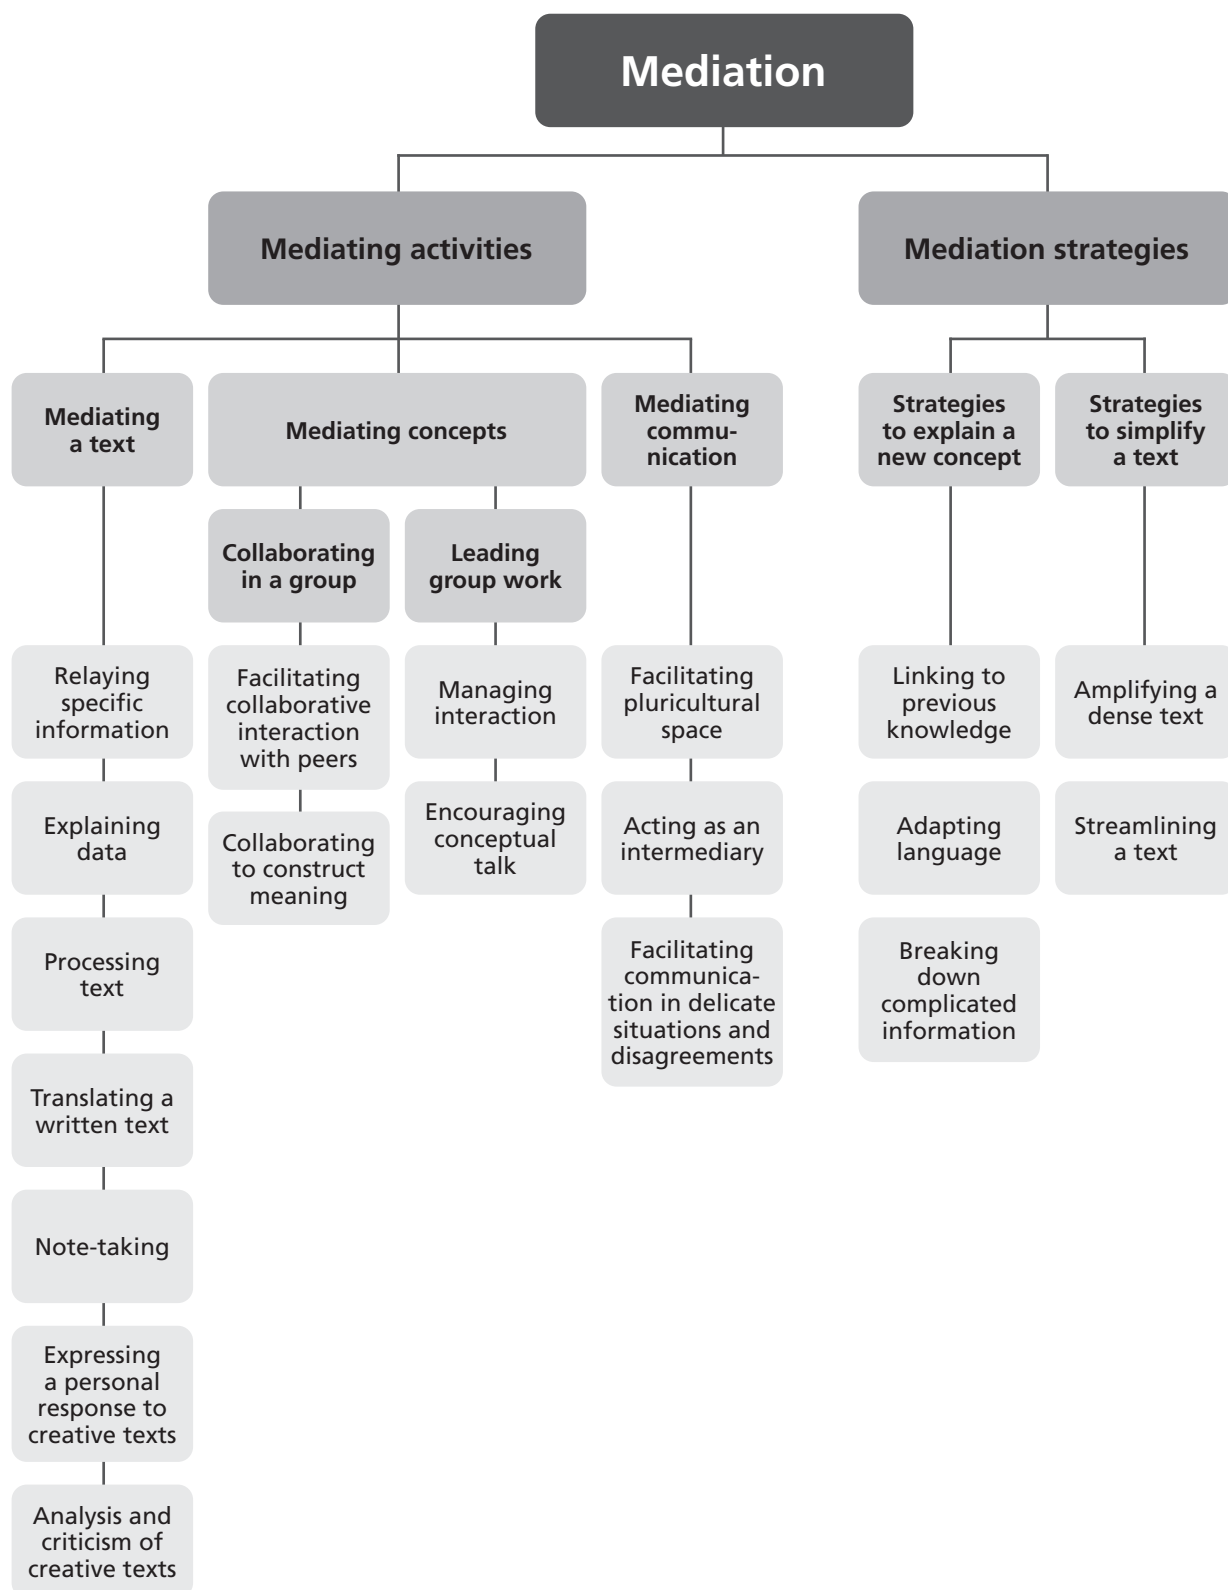 Mediation
Mediating activities
Mediation strategies
Mediating
a text
Mediating concepts
Mediating
commu-
nication
Strategies
to explain a
new concept
Strategies
to simplify
a text
Collaborating
in a group
Leading
group work
Relaying
specific
information
Facilitating
collaborative
interaction
with peers
Managing
interaction
Facilitating
pluricultural
space
Linking to
previous
knowledge
Amplifying a
dense text
Explaining
data
Collaborating
to construct
meaning
Encouraging
conceptual
talk
Acting as an
intermediary
Adapting
language
Streamlining
a text
Processing
text
Facilitating
communica-
tion in delicate
situations and
disagreements
Breaking
down
complicated
information
Translating a
written text
Note-taking
Expressing
a personal
response to
creative texts
Analysis and
criticism of
creative texts